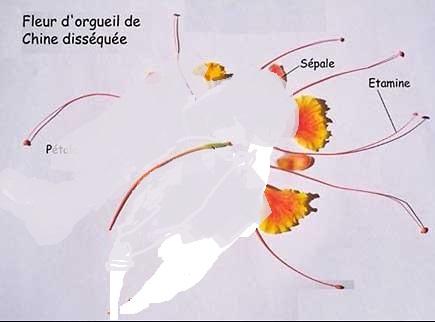 Fleur d'orgueil de
Chine disséquée
Sépale
Etamine